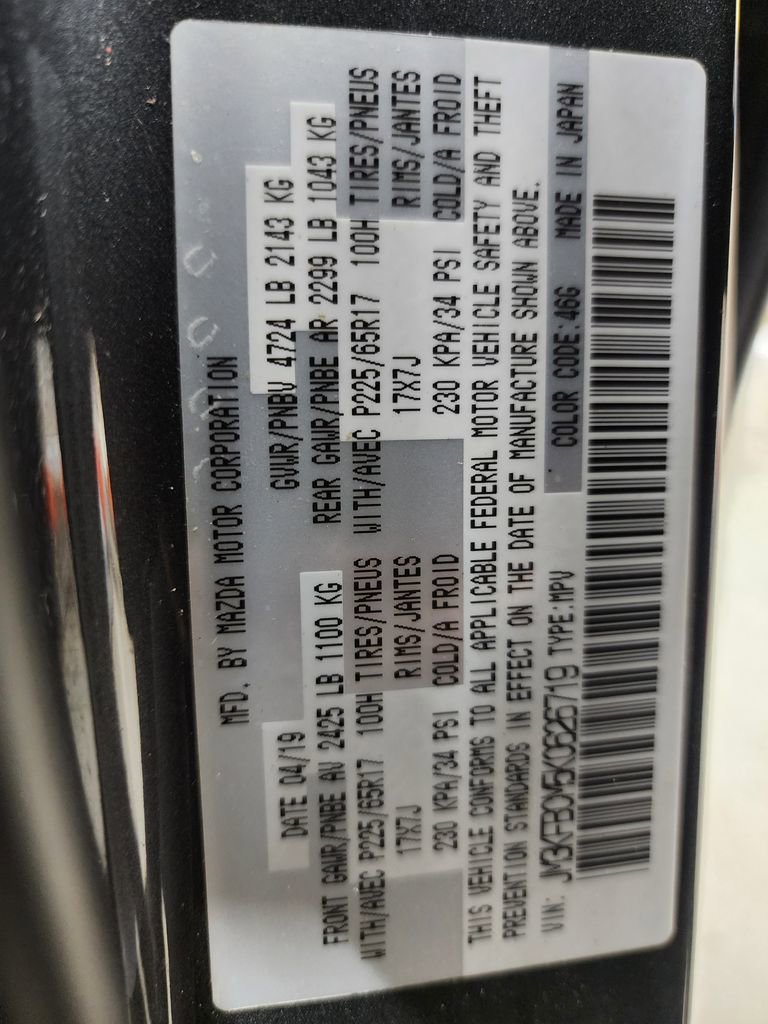 MFD. BY MAZDA MOTOR CORPORATION
DATE 04/19 GVWR/PNBV 4724 LB 2143 KG
FRONT GAWR/PNBE AV 2425 LB 1100 KG REAR GAWR/PNBE AR 2299 LB 1043 KG
WITH/AVEC P225/65R17 100H TIRES/PNEUS WITH/AVEC P225/65R17 100H TIRES/PNEUS
17X7J RIMS/JANTES 17X7J RIMS/JANTES
230 KPA/34 PSI COLD/A FROID 230 KPA/34 PSI COLD/A FROID
THIS VEHICLE CONFORMS TO ALL APPLICABLE FEDERAL MOTOR VEHICLE SAFETY AND THEFT
PREVENTION STANDARDS IN EFFECT ON THE DATE OF MANUFACTURE SHOWN ABOVE.
VIN: JM3KFBCM5K0626719 TYPE:MPV COLOR CODE:46G MADE IN JAPAN